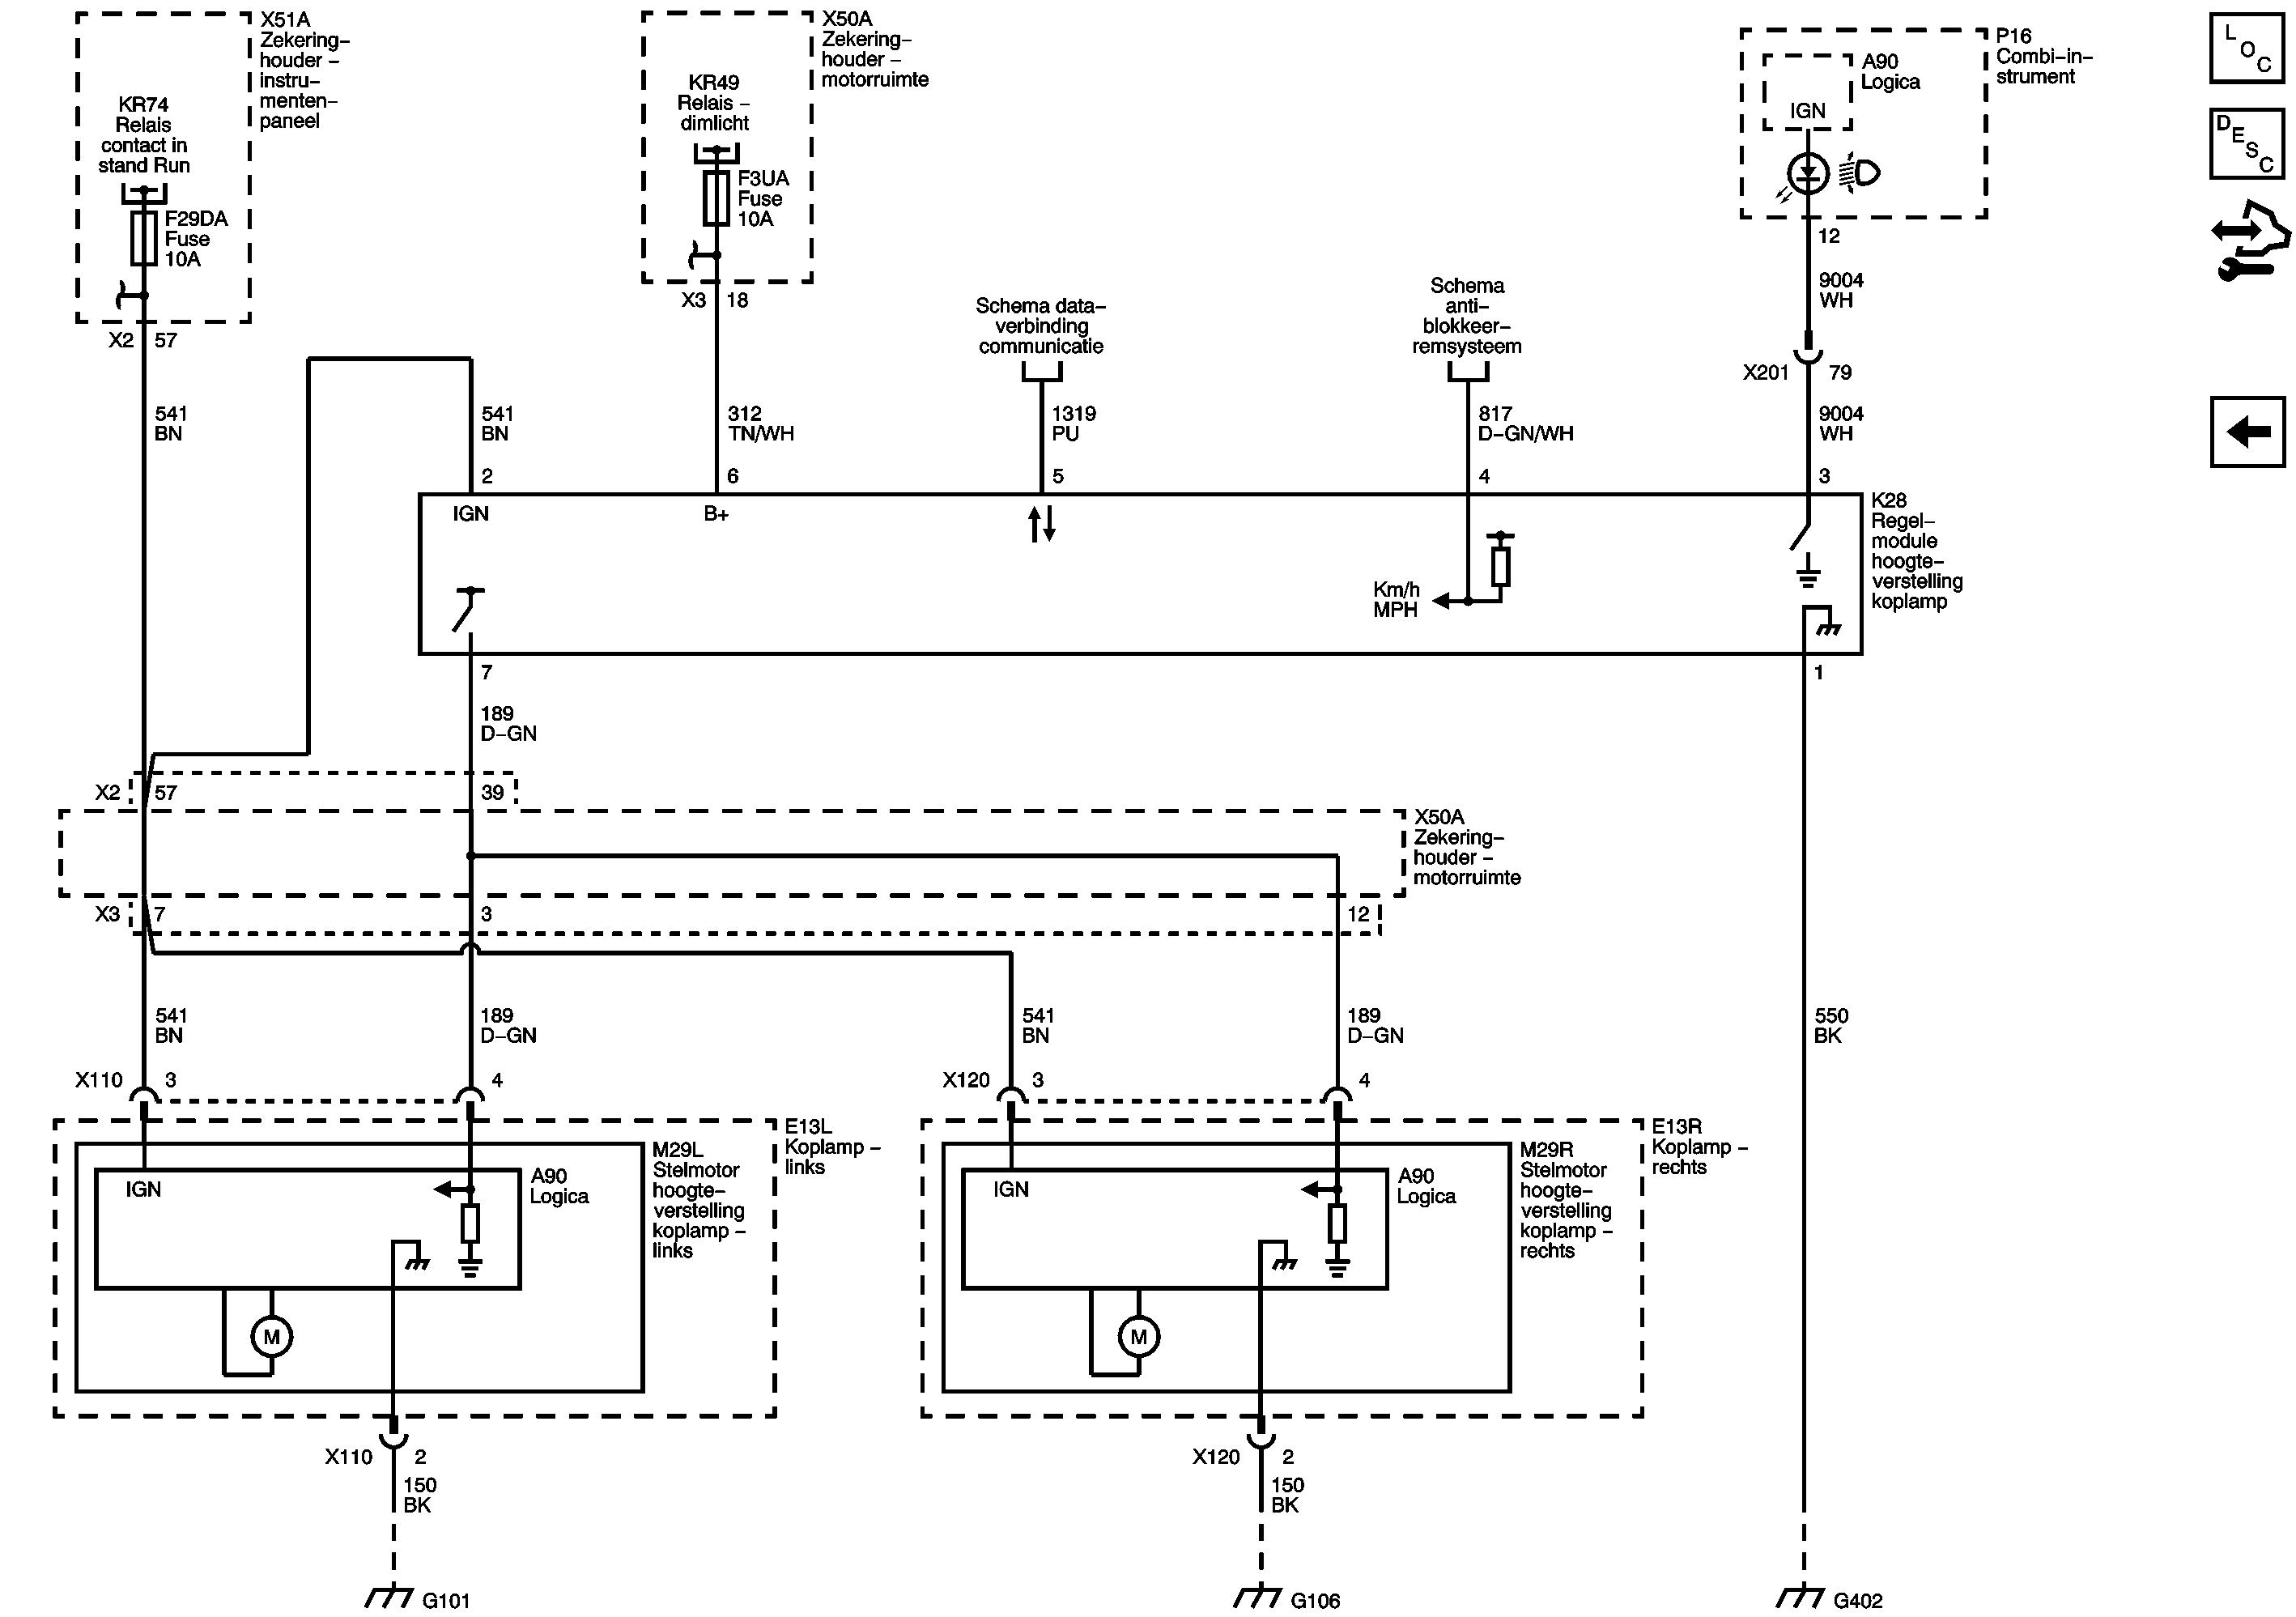 X51A
Zekering–
houder –
instru–
menten–
paneel
KR74
Relais
contact in
stand Run
F29DA
Fuse
10A
X2 57
X50A
Zekering–
houder –
motorruimte
KR49
Relais –
dimlicht
F3UA
Fuse
10A
X3 18
Schema data–
verbinding
communicatie
Schema
anti–
blokkeer–
remsysteem
P16
Combi–in–
strument
A90
Logica
IGN
12
9004
WH
X201 79
L
O
C
D
E
S
C
541
BN
541
BN
312
TN/WH
1319
PU
817
D–GN/WH
9004
WH
2
6
5
4
3
IGN
B+
Km/h
MPH
K28
Regel–
module
hoogte–
verstelling
koplamp
7
1
189
D–GN
X2 57
39
X50A
Zekering–
houder –
motorruimte
X3 7
3
12
541
BN
189
D–GN
541
BN
189
D–GN
550
BK
X110 3
4
X120 3
4
E13L
Koplamp –
links
M29L
Stelmotor
hoogte–
verstelling
koplamp –
links
A90
Logica
IGN
M
E13R
Koplamp –
rechts
M29R
Stelmotor
hoogte–
verstelling
koplamp –
rechts
A90
Logica
IGN
M
X110 2
150
BK
X120 2
150
BK
G101
G106
G402